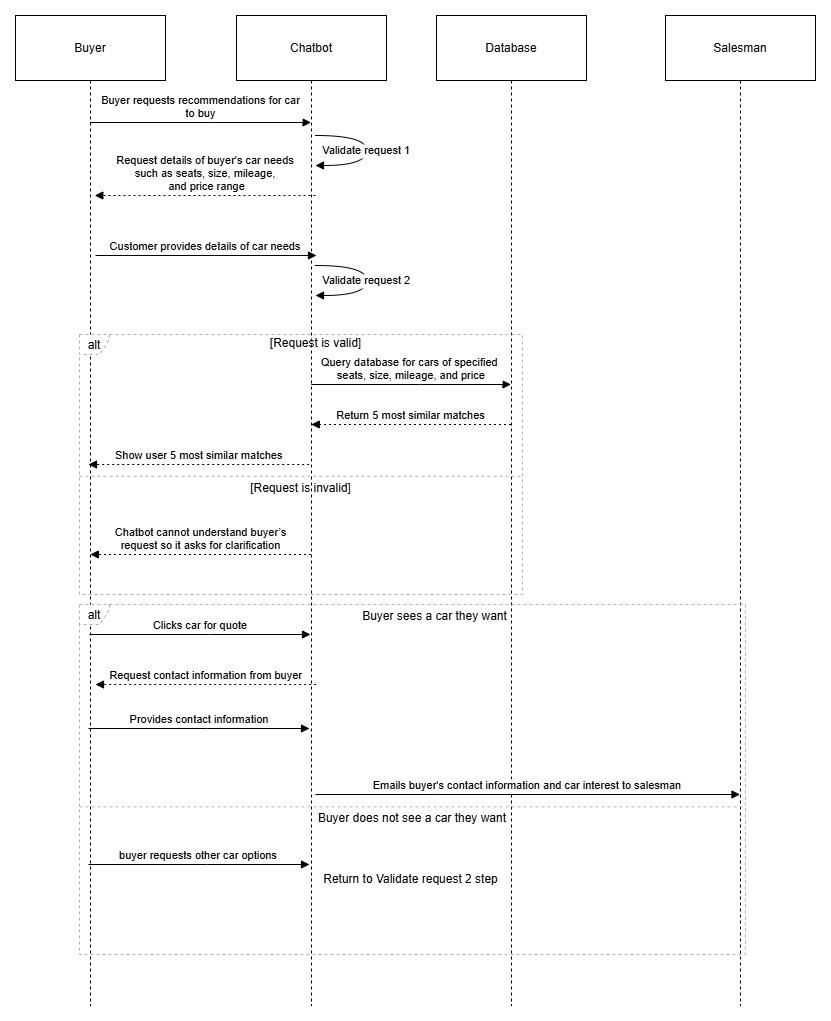 Buyer
Chatbot
Database
Salesman
Buyer requests recommendations for car
to buy
Validate request 1
Request details of buyer's car needs
such as seats, size, mileage,
and price range
Customer provides details of car needs
Validate request 2
alt
[Request is valid]
Query database for cars of specified
seats, size, mileage, and price
Return 5 most similar matches
Show user 5 most similar matches
[Request is invalid]
Chatbot cannot understand buyer's
request so it asks for clarification
alt
Buyer sees a car they want
Clicks car for quote
Request contact information from buyer
Provides contact information
Emails buyer's contact information and car interest to salesman
Buyer does not see a car they want
buyer requests other car options
Return to Validate request 2 step